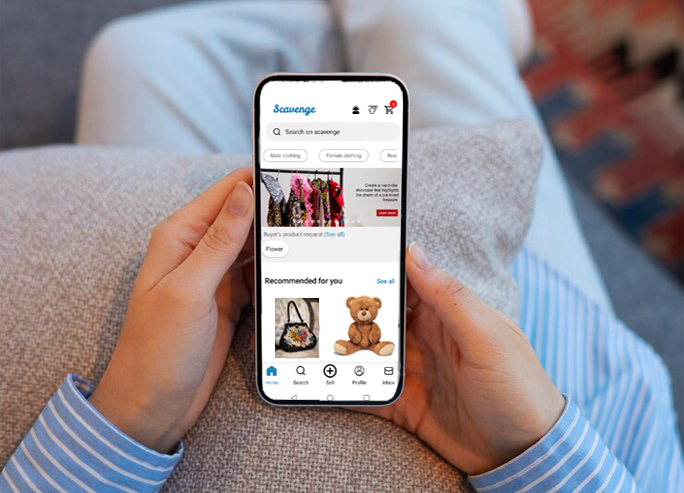 Scavenge
Search on scavenge
Male clothing
Female clothing
Create a wardrobe
showcase that highlights
the charm of a pre-loved
treasure
Learn more
Buyer's product request (See all)
Flower
Recommended for you
See all
Home
Search
Sell
Profile
Inbox